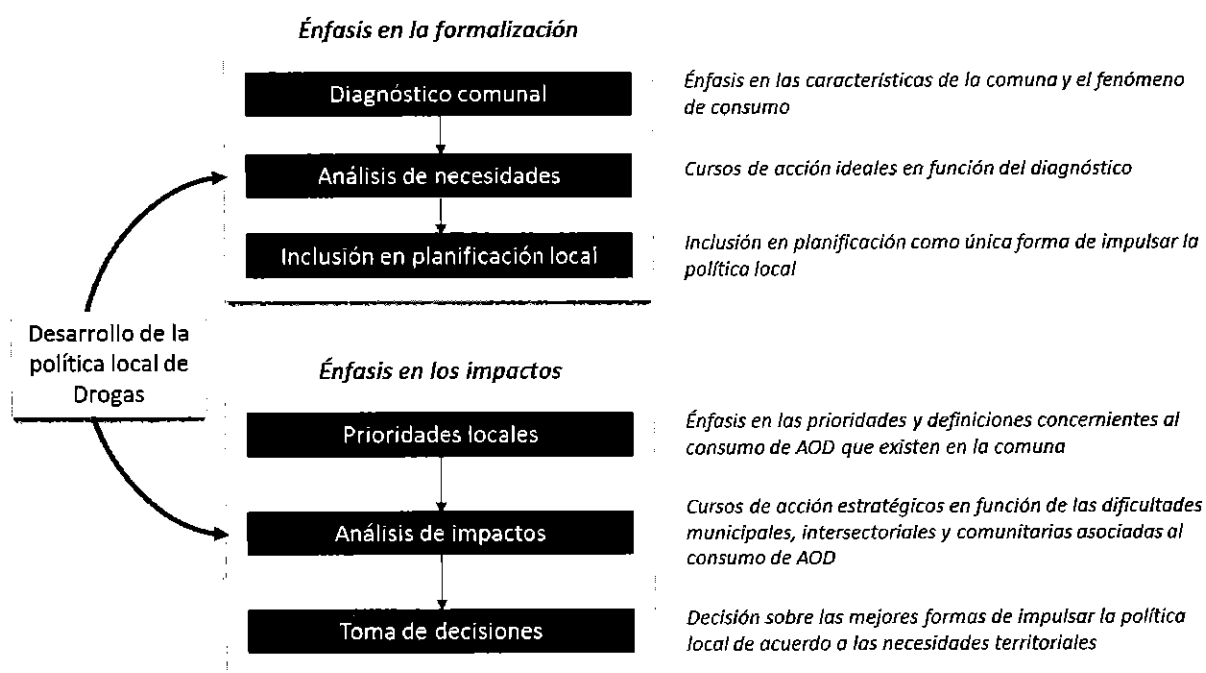 Énfasis en la formalización
Diagnóstico comunal
Énfasis en las características de la comuna y el fenómeno
de consumo
Análisis de necesidades
Cursos de acción ideales en función del diagnóstico
Inclusión en planificación local
Inclusión en planificación como única forma de impulsar la
política local
Desarrollo de la
política local de
Drogas
Énfasis en los impactos
Prioridades locales
Énfasis en las prioridades y definiciones concernientes al
consumo de AOD que existen en la comuna
Análisis de impactos
Cursos de acción estratégicos en función de las dificultades
municipales, intersectoriales y comunitarias asociadas al
consumo de AOD
Toma de decisiones
Decisión sobre las mejores formas de impulsar la política
local de acuerdo a las necesidades territoriales